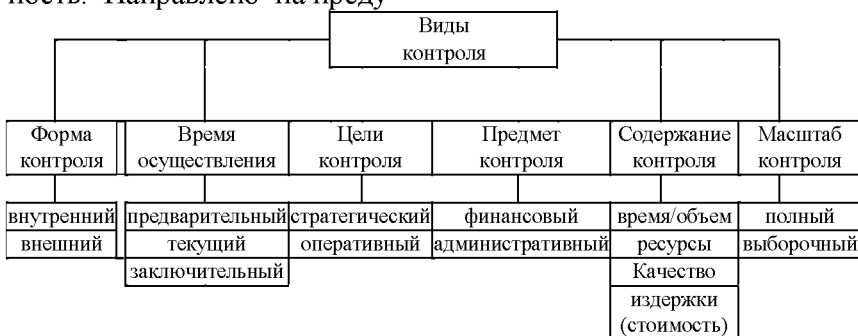 ность. Направлено на преду
Виды
контроля
Форма
контроля
Время
осуществления
Цели
контроля
Предмет
контроля
Содержание
контроля
Масштаб
контроля
внутренний
внешний
предварительный
текущий
заключительный
стратегический
оперативный
финансовый
административный
время/объем
ресурсы
Качество
издержки
(стоимость)
полный
выборочный